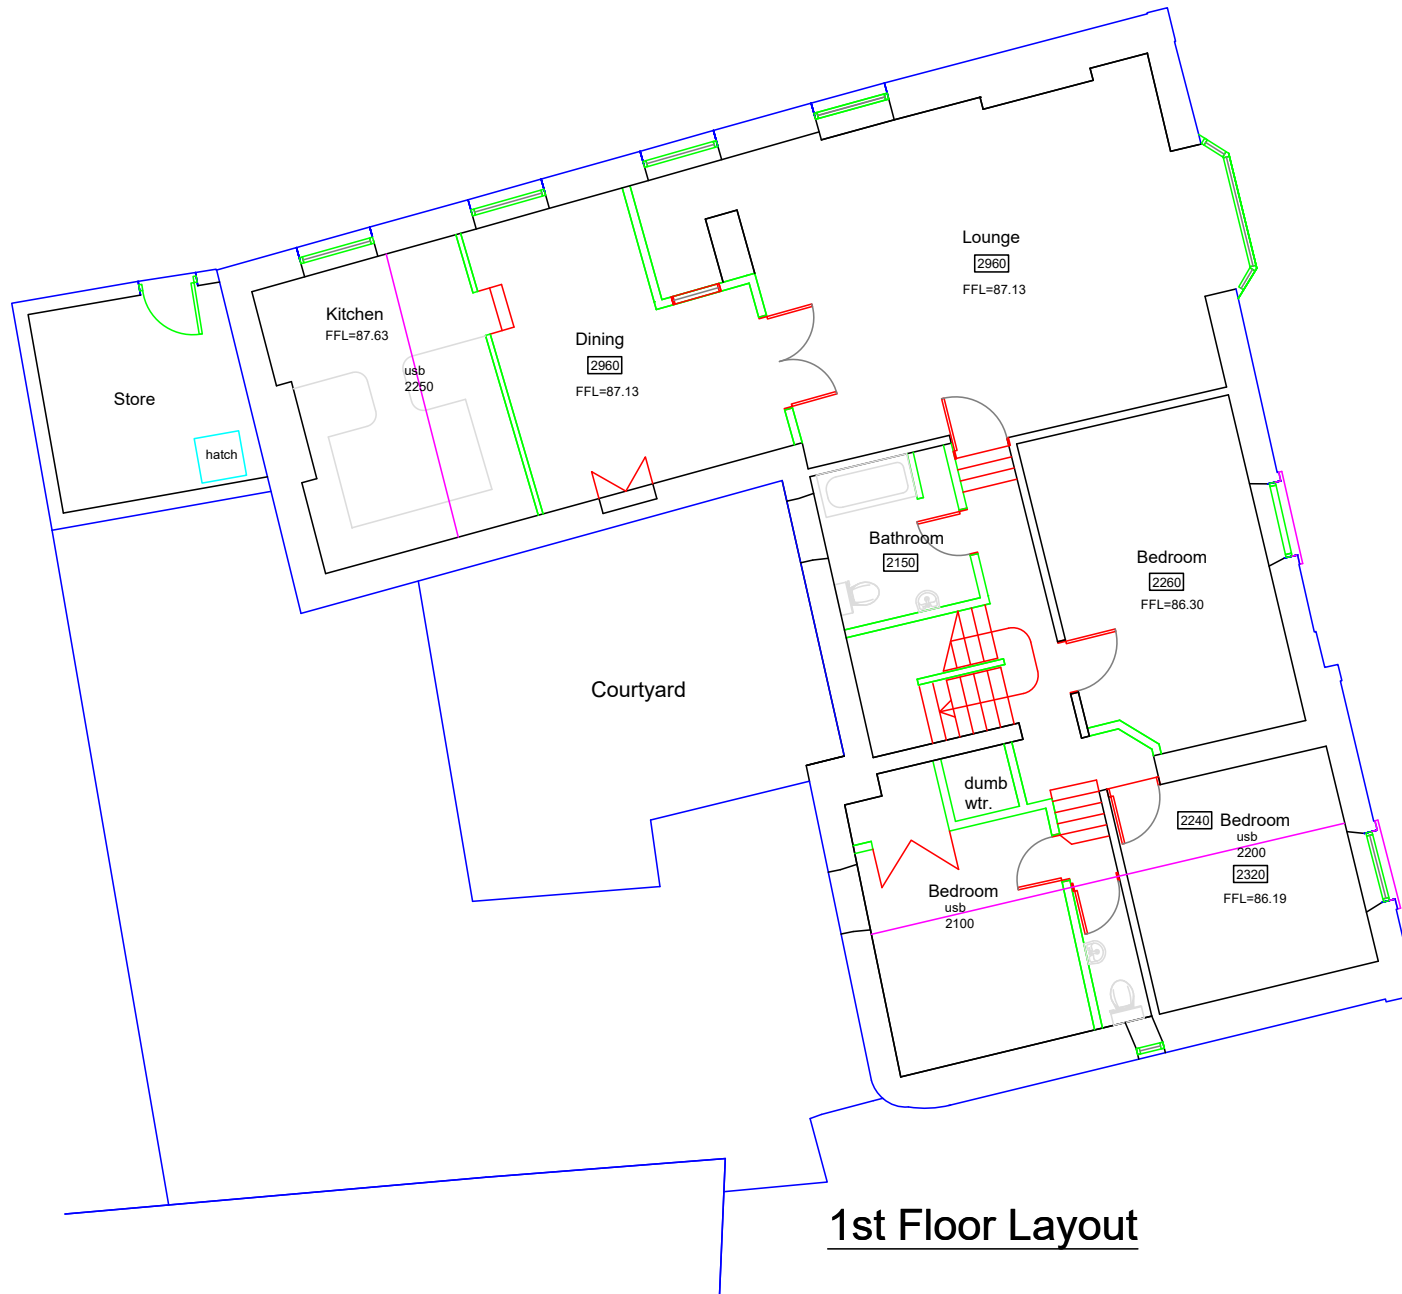 Lounge
2960
FFL=87.13
Kitchen
FFL=87.63
usb
2250
Dining
2960
FFL=87.13
Store
hatch
Bathroom
2150
Bedroom
2260
FFL=86.30
Courtyard
dumb
wtr.
2240
Bedroom
usb
2200
2320
FFL=86.19
Bedroom
usb
2100
1st Floor Layout